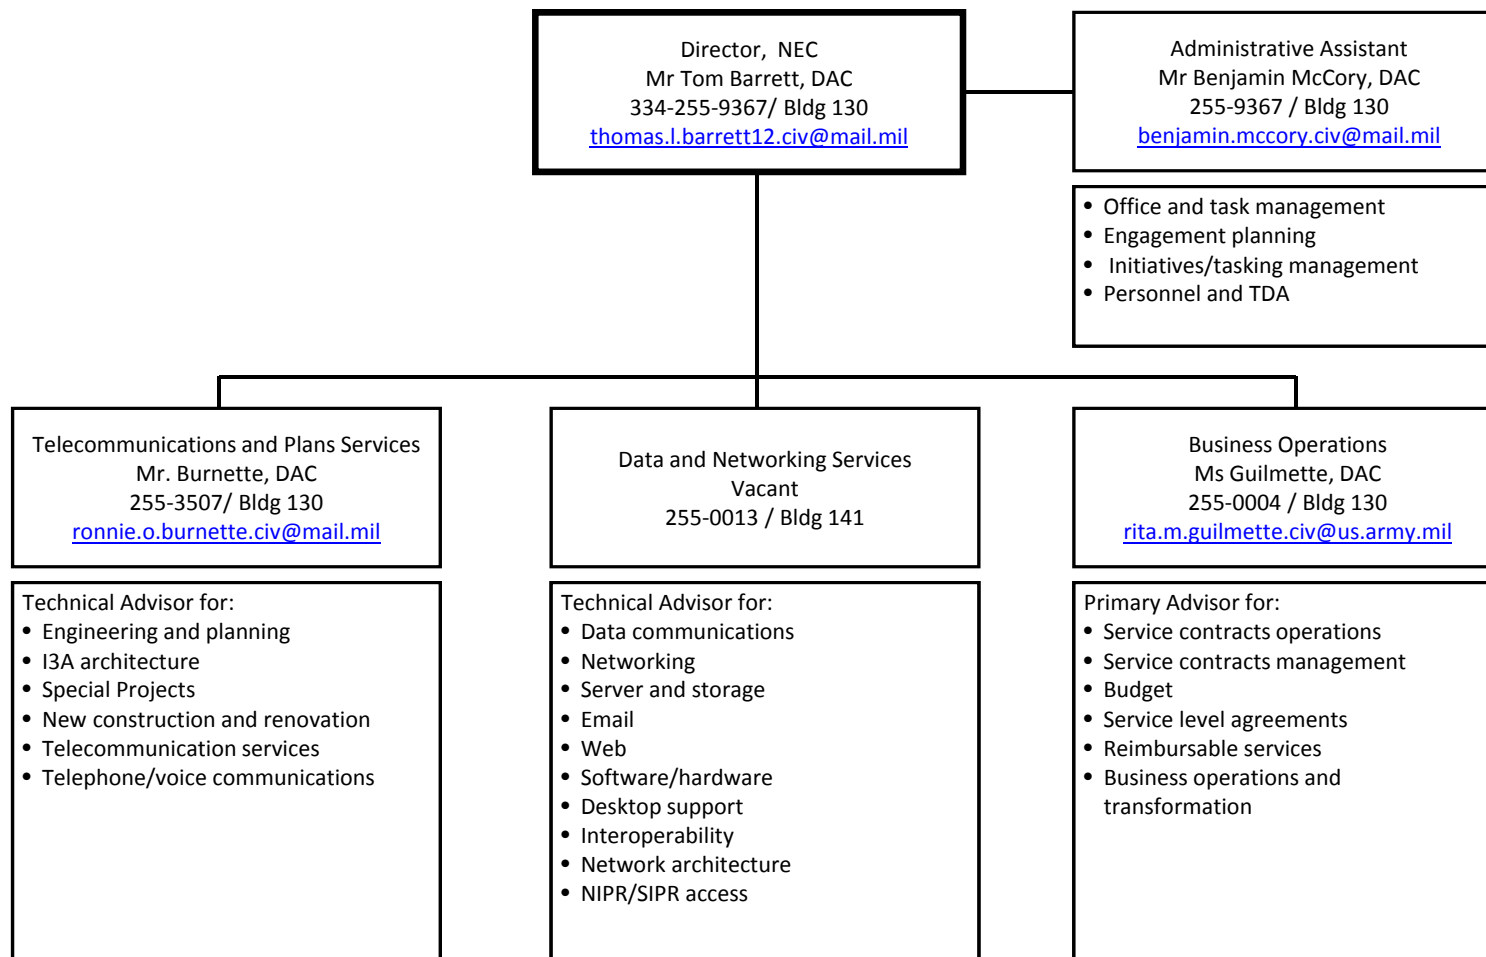 Director,  NEC
Mr Tom Barrett, DAC
334-255-9367/ Bldg 130
thomas.l.barrett12.civ@mail.mil
Administrative Assistant
Mr Benjamin McCory, DAC
255-9367 / Bldg 130
benjamin.mccory.civ@mail.mil
• Office and task management
• Engagement planning
• Initiatives/tasking management
• Personnel and TDA
Telecommunications and Plans Services
Mr. Burnette, DAC
255-3507/ Bldg 130
ronnie.o.burnette.civ@mail.mil
Data and Networking Services
Vacant
255-0013 / Bldg 141
Business Operations
Ms Guilmette, DAC
255-0004 / Bldg 130
rita.m.guilmette.civ@us.army.mil
Technical Advisor for:
• Engineering and planning
• I3A architecture
• Special Projects
• New construction and renovation
• Telecommunication services
• Telephone/voice communications
Technical Advisor for:
• Data communications
• Networking
• Server and storage
• Email
• Web
• Software/hardware
• Desktop support
• Interoperability
• Network architecture
• NIPR/SIPR access
Primary Advisor for:
• Service contracts operations
• Service contracts management
• Budget
• Service level agreements
• Reimbursable services
• Business operations and
transformation